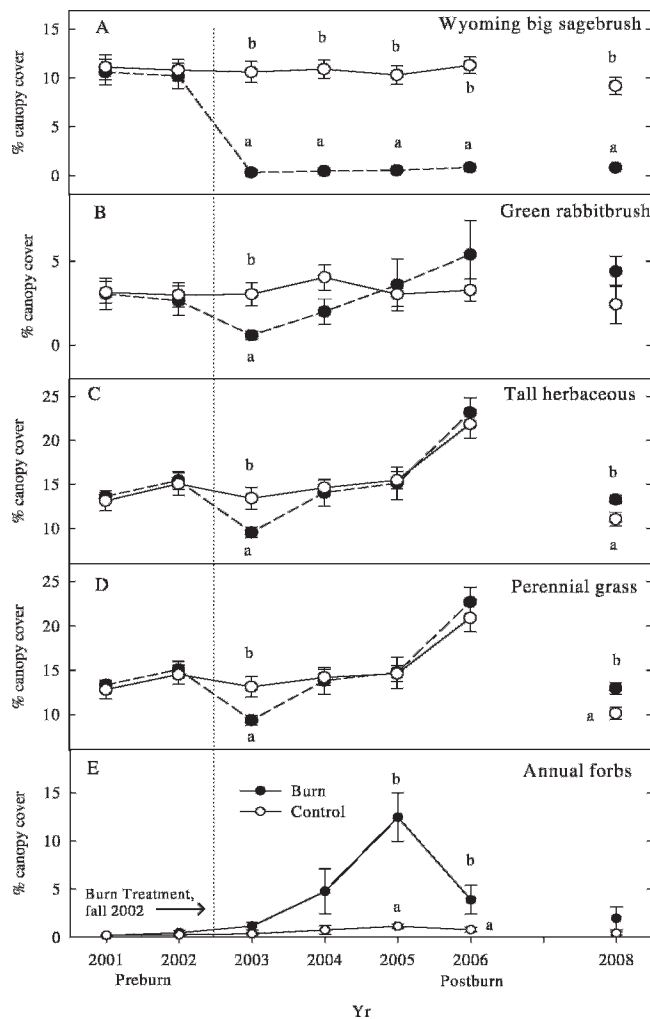 A
Wyoming big sagebrush
b b b b b
15
10
5
0
a a a a a
% canopy cover
B
Green rabbitbrush
b
5
0
a
% canopy cover
C
Tall herbaceous
25
20
15
10
b b
a a
% canopy cover
D
Perennial grass
25
20
15
10
b b
a a
% canopy cover
E
Annual forbs
Burn
Control
b
b
15
10
5
0
a a
% canopy cover
Burn Treatment,
fall 2002
2001 2002 2003 2004 2005 2006 2008
Preburn Postburn
Yr